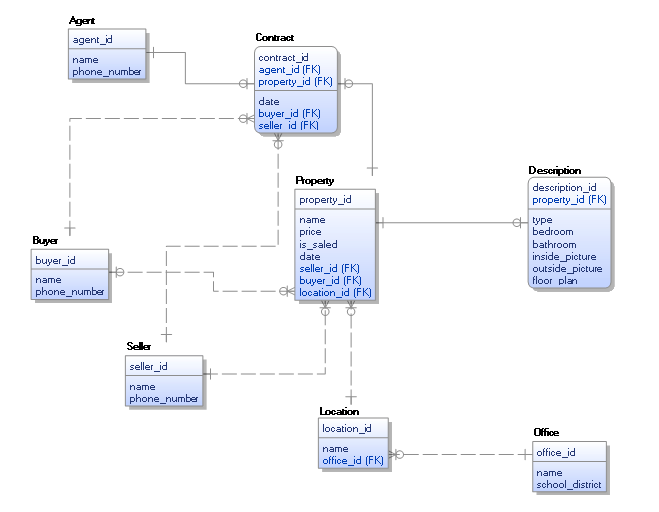 Agent
agent_id
name
phone_number
Contract
contract_id
agent_id (FK)
property_id (FK)
date
buyer_id (FK)
seller_id (FK)
Property
property_id
name
price
is_saled
date
seller_id (FK)
buyer_id (FK)
location_id (FK)
Description
description_id
property_id (FK)
type
bedroom
bathroom
inside_picture
outside_picture
floor_plan
Buyer
buyer_id
name
phone_number
Seller
seller_id
name
phone_number
Location
location_id
name
office_id (FK)
Office
office_id
name
school_district